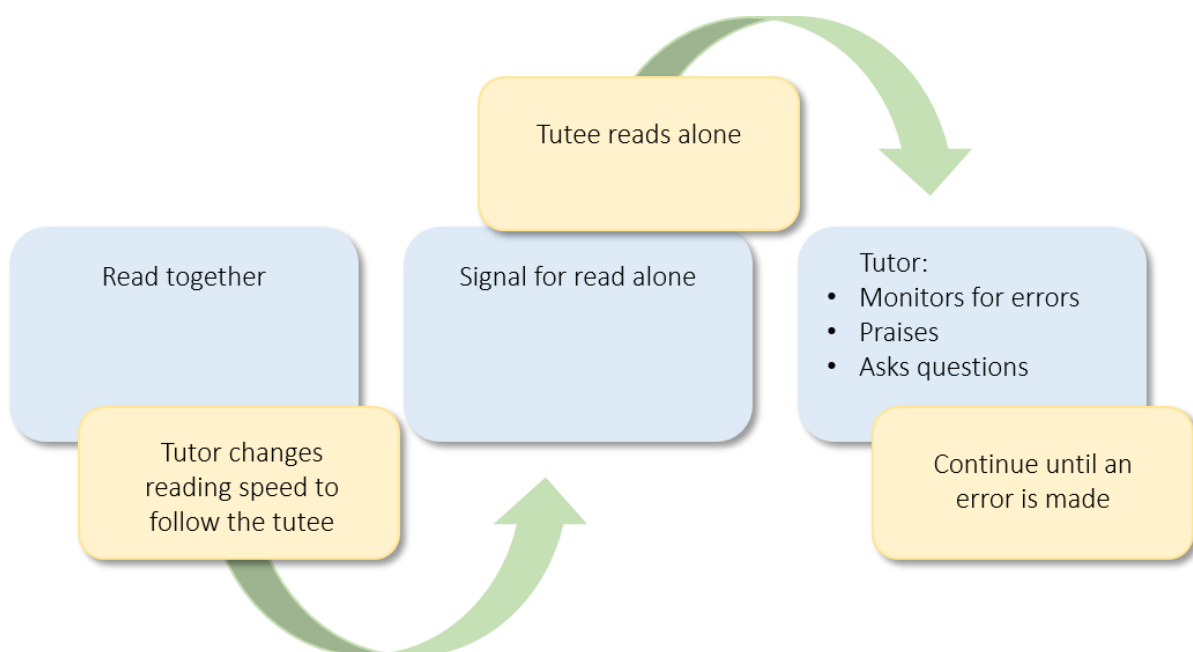 Read together
Tutor changes
reading speed to
follow the tutee
Signal for read alone
Tutee reads alone
Tutor:
• Monitors for errors
• Praises
• Asks questions
Continue until an
error is made